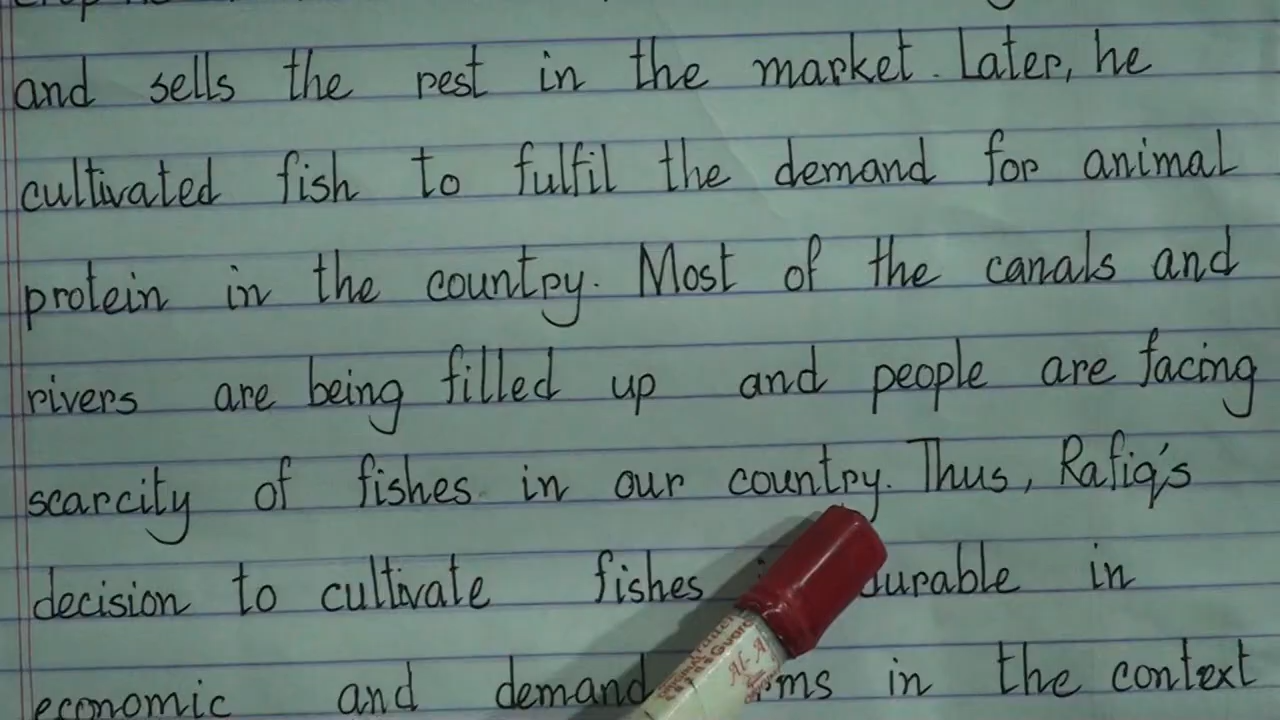 and sells the rest in the market. Later, he
cultivated fish to fulfil the demand for animal
protein in the country. Most of the canals and
rivers are being filled up and people are facing
scarcity of fishes in our country. Thus, Rafiq's
decision to cultivate fishes durable in
economic and demand in the context